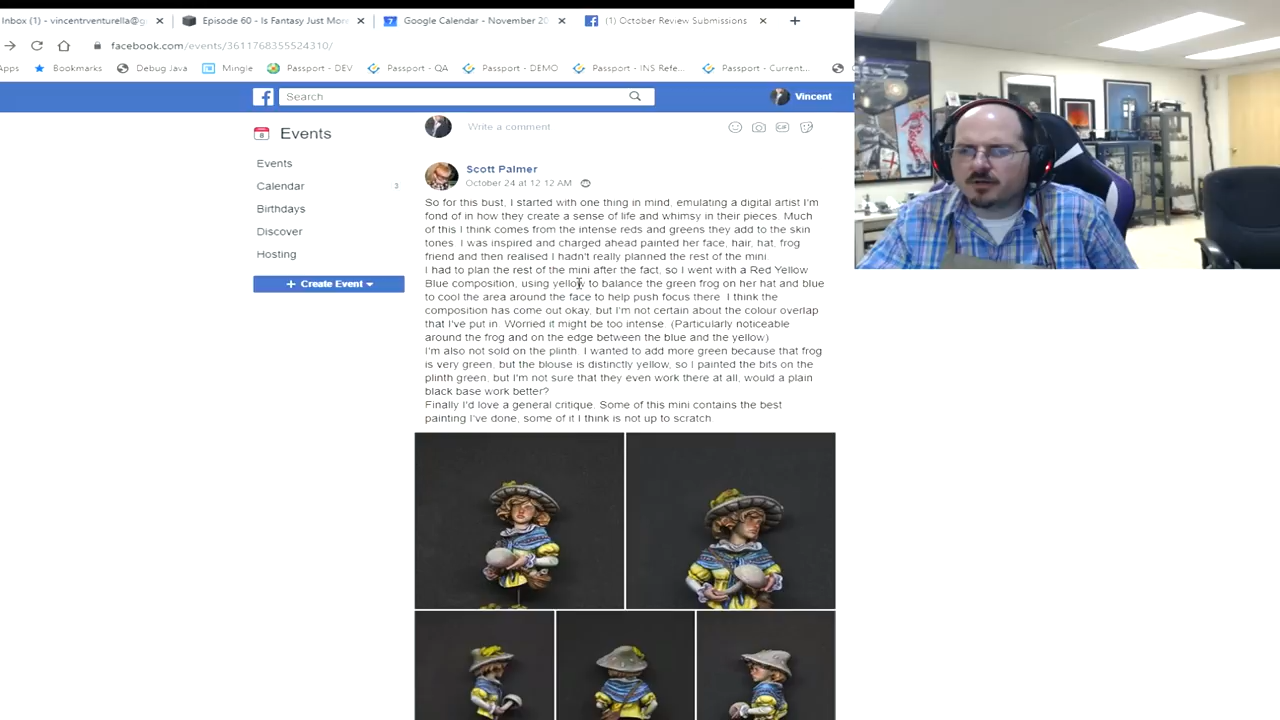 Inbox (1) - vincentrventurella@g
Episode 60 - Is Fantasy Just More
Google Calendar - November 20
(1) October Review Submissions
facebook.com/events/3611768355524310/
Apps
Bookmarks
Debug Java
Mingle
Passport - DEV
Passport - QA
Passport - DEMO
Passport - INS Refe...
Passport - Current...
Search
Vincent
Events
Events
Calendar 3
Birthdays
Discover
Hosting
+ Create Event
Write a comment
Scott Palmer
October 24 at 12:12 AM
So for this bust, I started with one thing in mind, emulating a digital artist I'm
fond of in how they create a sense of life and whimsy in their pieces. Much
of this I think comes from the intense reds and greens they add to the skin
tones. I was inspired and charged ahead painted her face, hair, hat, frog
friend and then realised I hadn't really planned the rest of the mini.
I had to plan the rest of the mini after the fact, so I went with a Red Yellow
Blue composition, using yellow to balance the green frog on her hat and blue
to cool the area around the face to help push focus there. I think the
composition has come out okay, but I'm not certain about the colour overlap
that I've put in. Worried it might be too intense. (Particularly noticeable
around the frog and on the edge between the blue and the yellow)
I'm also not sold on the plinth. I wanted to add more green because that frog
is very green, but the blouse is distinctly yellow, so I painted the bits on the
plinth green, but I'm not sure that they even work there at all, would a plain
black base work better?
Finally I'd love a general critique. Some of this mini contains the best
painting I've done, some of it I think is not up to scratch.